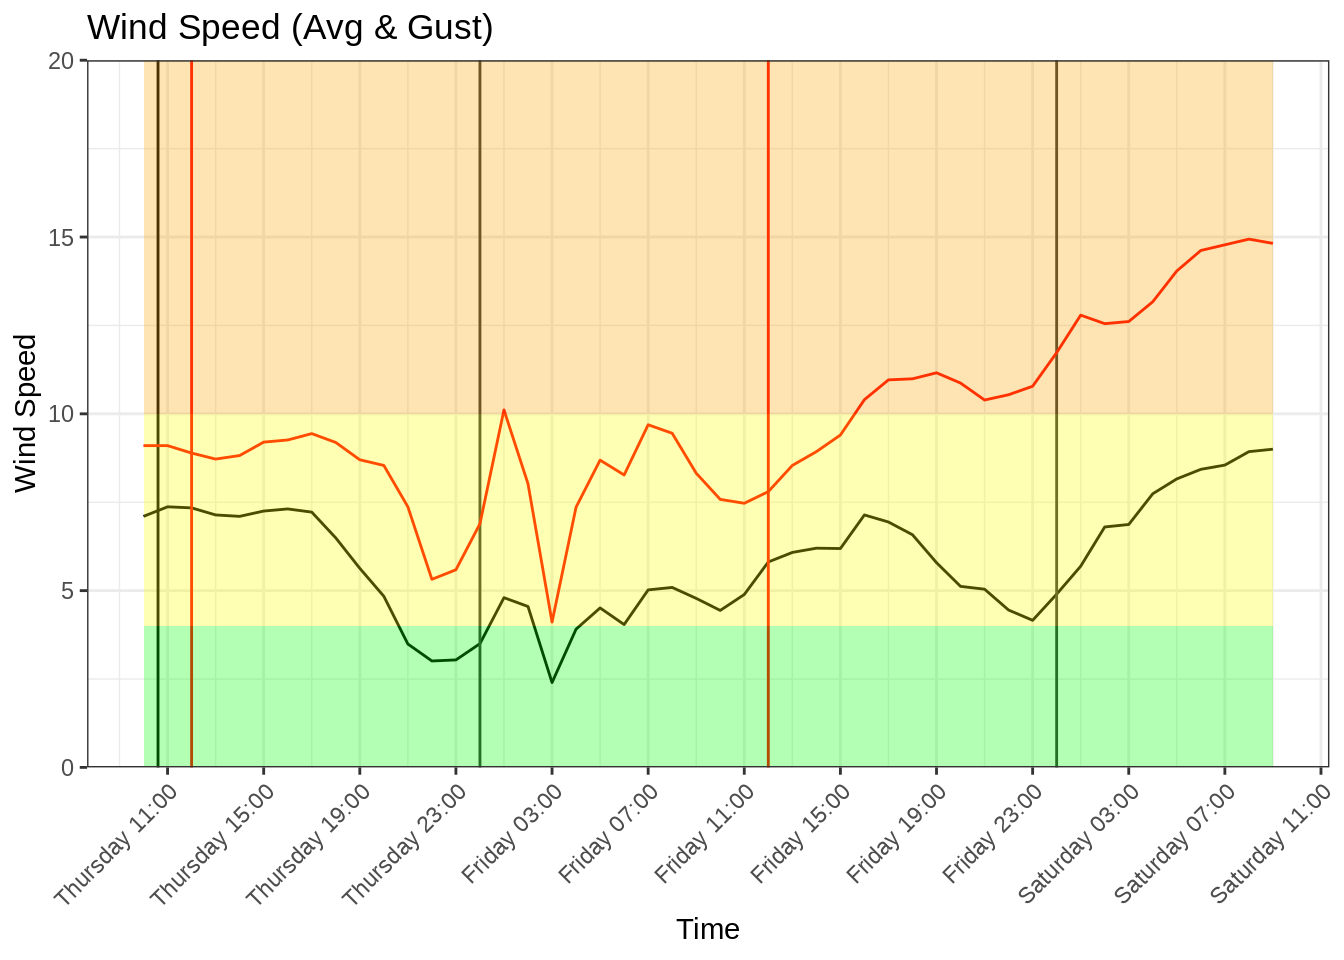 Wind Speed (Avg & Gust)
20
15
10
5
0
Wind Speed
Thursday 11:00
Thursday 15:00
Thursday 19:00
Thursday 23:00
Friday 03:00
Friday 07:00
Friday 11:00
Friday 15:00
Friday 19:00
Friday 23:00
Saturday 03:00
Saturday 07:00
Saturday 11:00
Time